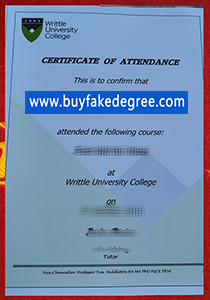 Writtle
University
College
CERTIFICATE OF ATTENDANCE
This is to confirm that
www.buyfakedegree.com
attended the following course:
at
Writtle University College
on
Tutor
Vice-Chancellor: Professor Tim Middleton BA MA PhD PGCE FRSA